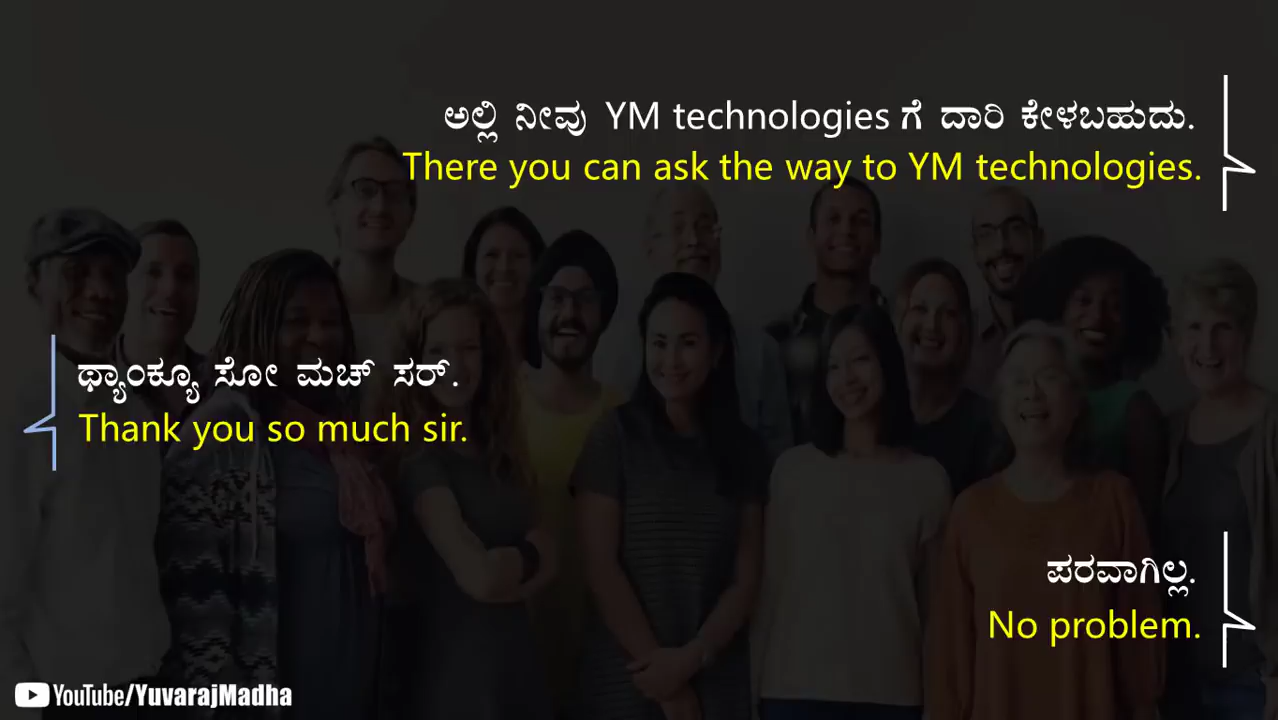 ಅಲ್ಲಿ ನೀವು YM technologies ಗೆ ದಾರಿ ಕೇಳಬಹುದು.
There you can ask the way to YM technologies.
ಥ್ಯಾಂಕ್ಯೂ ಸೋ ಮಚ್ ಸರ್.
Thank you so much sir.
ಪರವಾಗಿಲ್ಲ.
No problem.
YouTube/YuvarajMadha